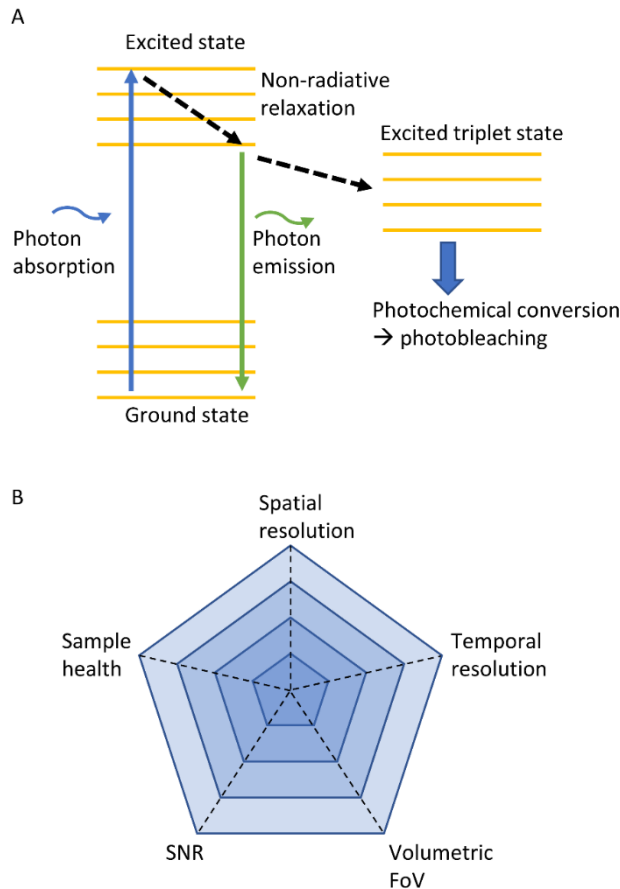 A
Excited state
Non-radiative
relaxation
Excited triplet state
Photon
absorption
Photon
emission
Photochemical conversion
→ photobleaching
Ground state
B
Spatial
resolution
Sample
health
Temporal
resolution
SNR
Volumetric
FoV